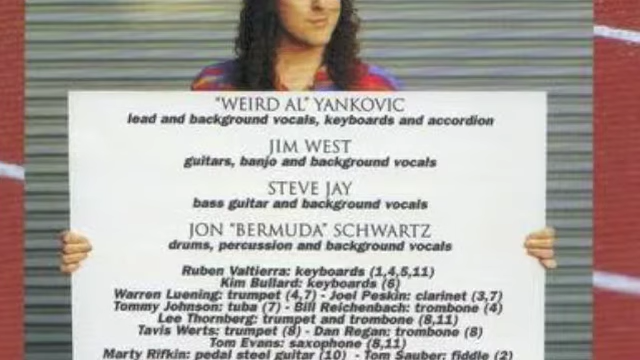 "WEIRD AL" YANKOVIC
lead and background vocals, keyboards and accordion
JIM WEST
guitars, banjo and background vocals
STEVE JAY
bass guitar and background vocals
JON "BERMUDA" SCHWARTZ
drums, percussion and background vocals
Ruben Valtierra: keyboards (1,4,5,11)
Kim Bullard: keyboards (6)
Warren Luening: trumpet (4,7) - Joel Peskin: clarinet (3,7)
Tommy Johnson: tuba (7) - Bill Reichenbach: trombone (4)
Lee Thornberg: trumpet and trombone (8,11)
Tavis Werts: trumpet (8) - Dan Regan: trombone (8)
Tom Evans: saxophone (8,11)
Marty Rifkin: pedal steel guitar (10) - Tom Sauber: fiddle (2)